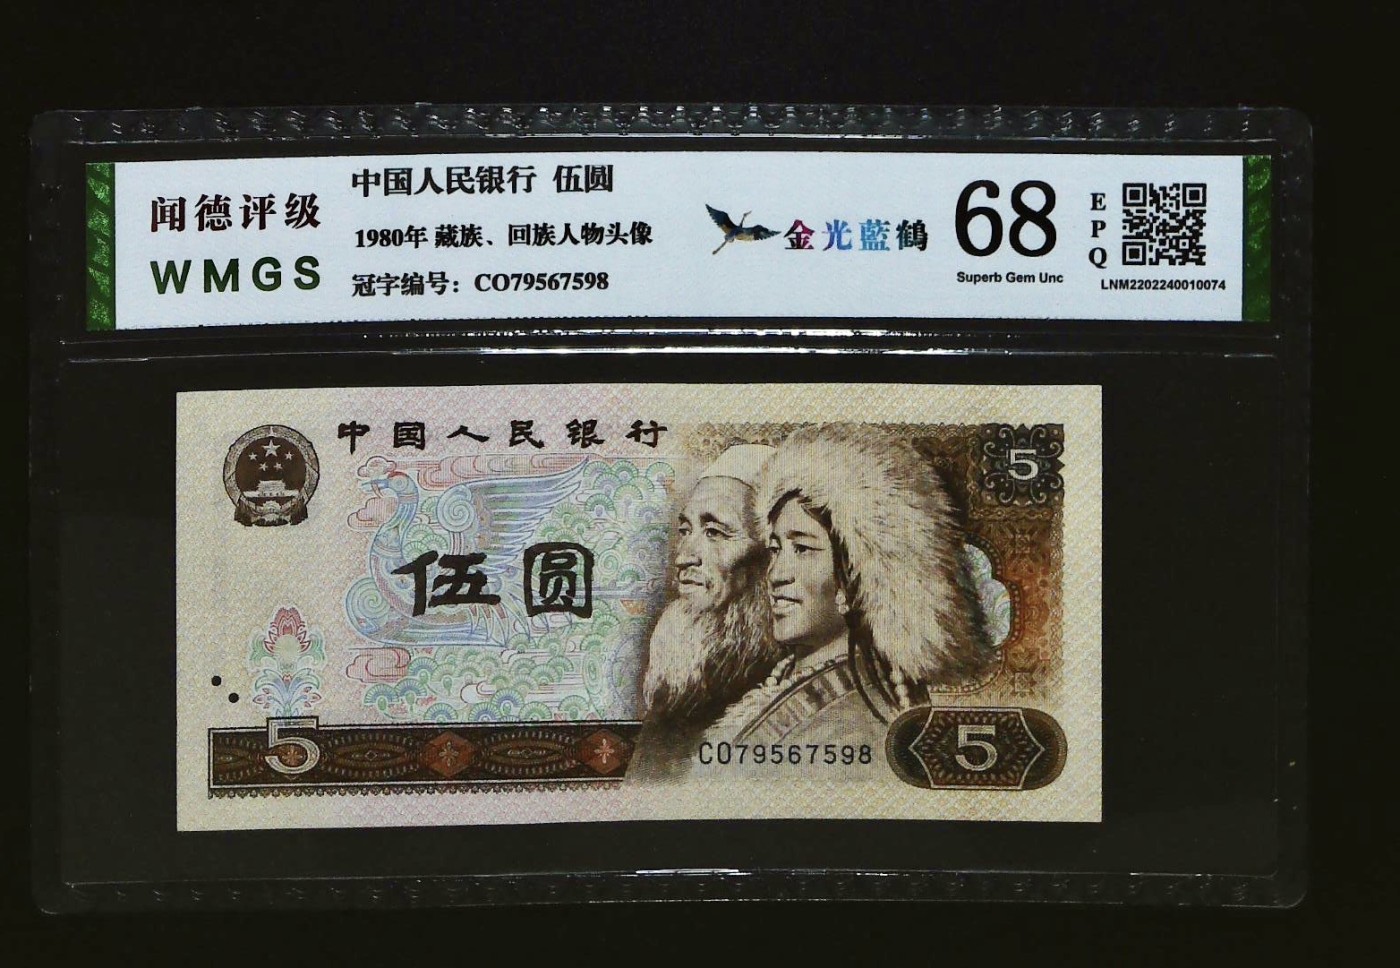 闻德评级
WMGS
中国人民银行 伍圆
1980年 藏族、回族人物头像
冠字编号：CO79567598
金光藍鶴
68
Superb Gem Unc
EPQ
LNM2202240010074
中国人民银行
5
伍圆
5
CO79567598
5